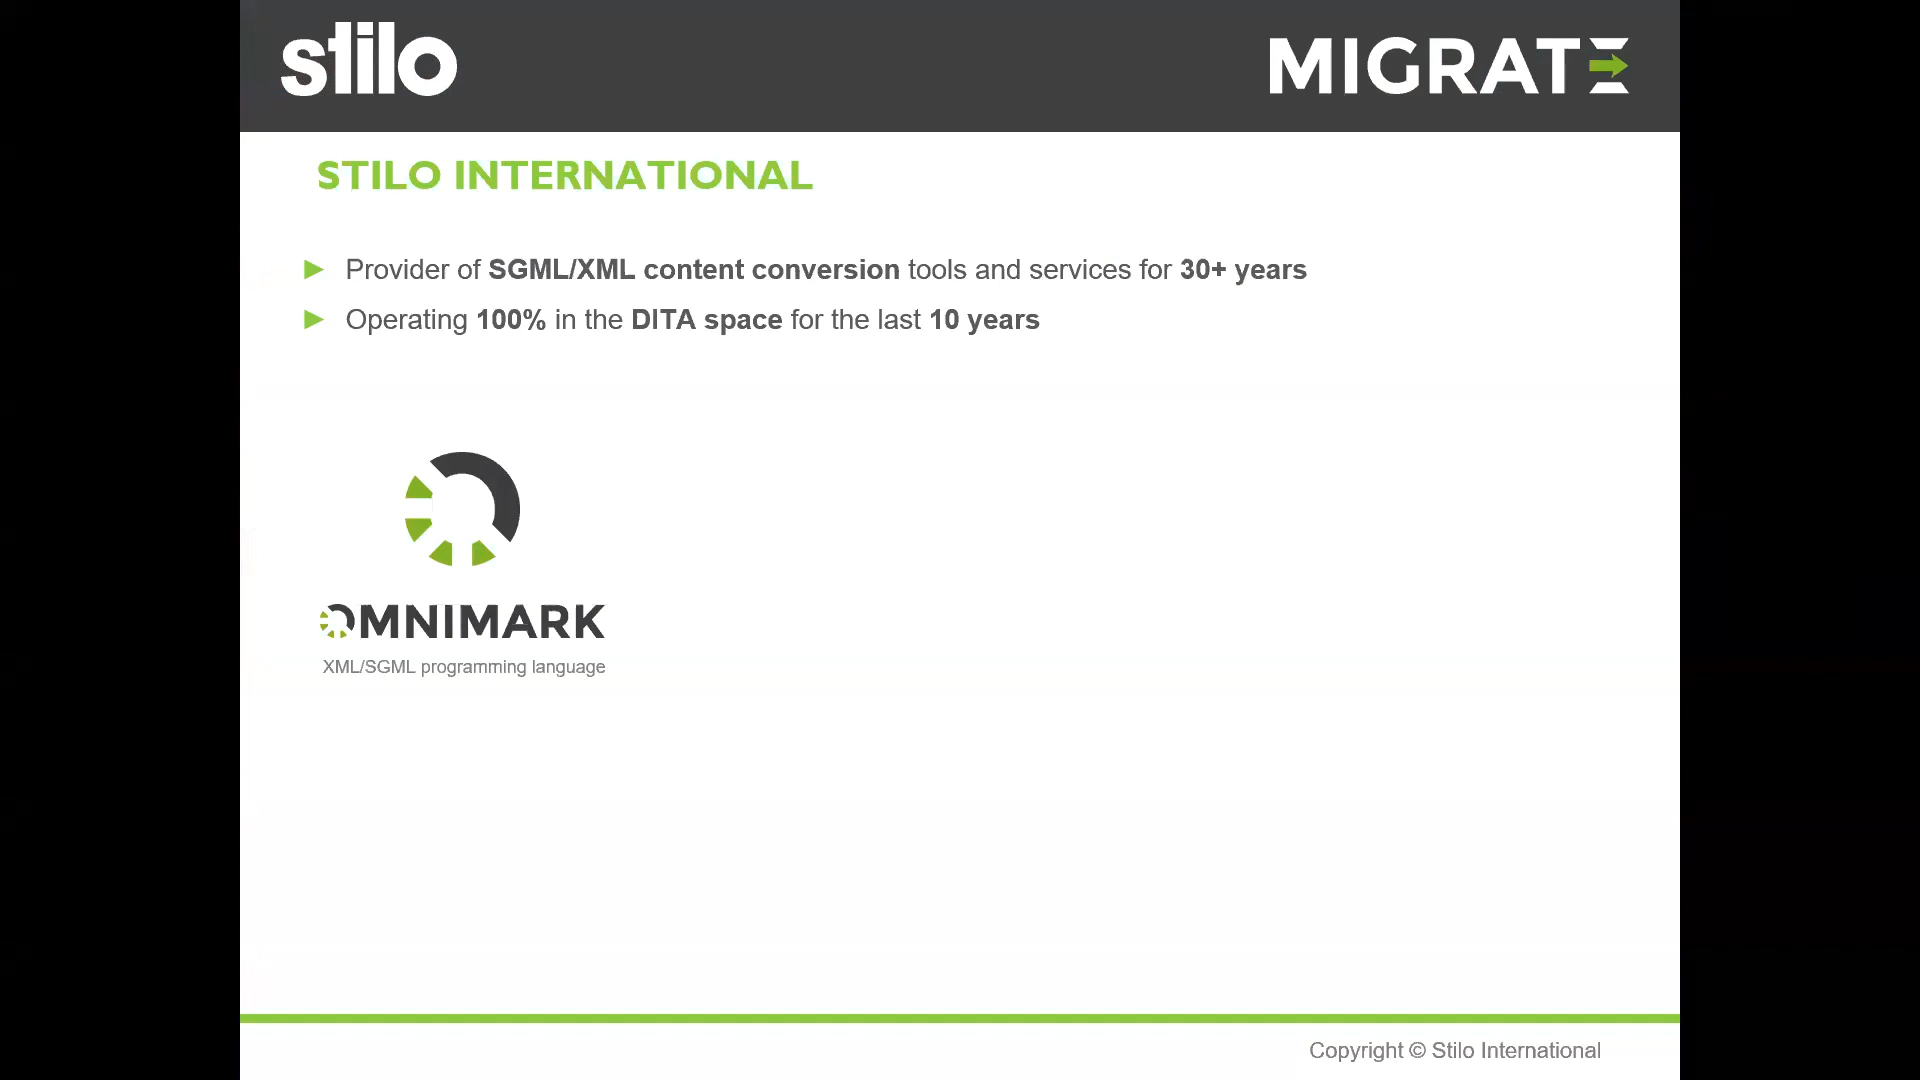 stilo
MIGRATE
STILO INTERNATIONAL
Provider of SGML/XML content conversion tools and services for 30+ years
Operating 100% in the DITA space for the last 10 years
OMNIMARK
XML/SGML programming language
Copyright © Stilo International